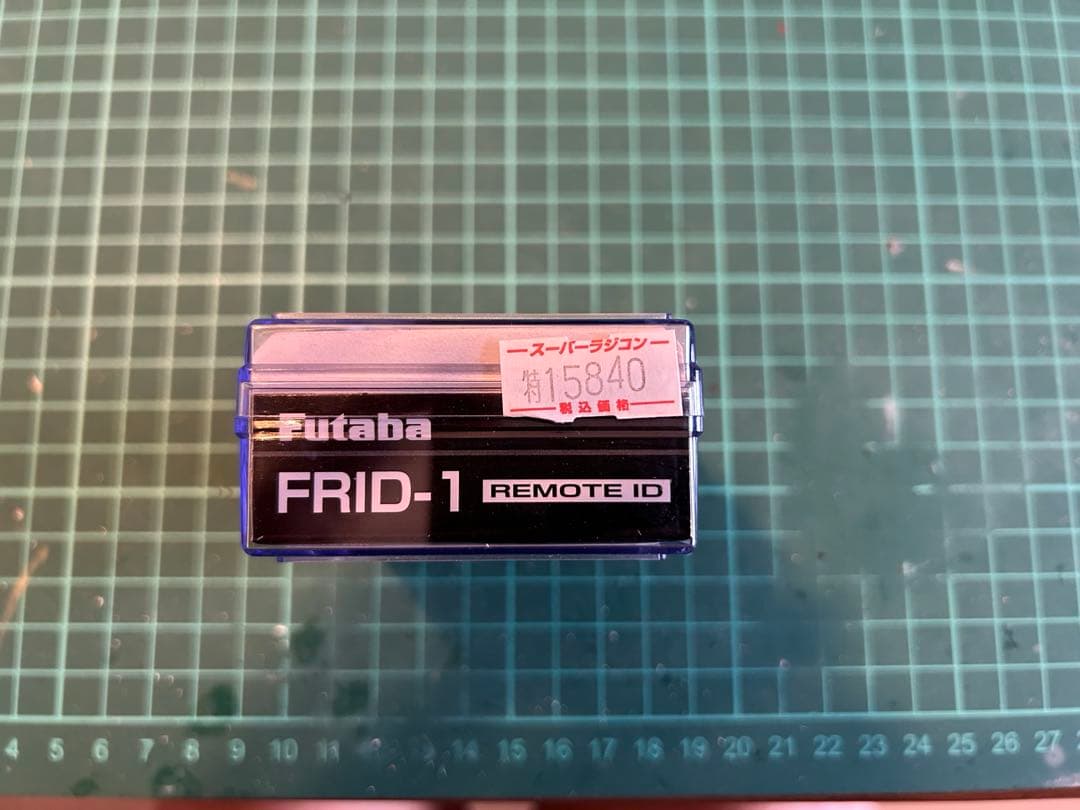 ースーパーラジコンー
特15840
税込価格
Futaba
FRID-1 REMOTE ID
4 5 6 7 8 9 10 11 13 14 15 16 17 18 19 20 21 22 23 24 25 26 27